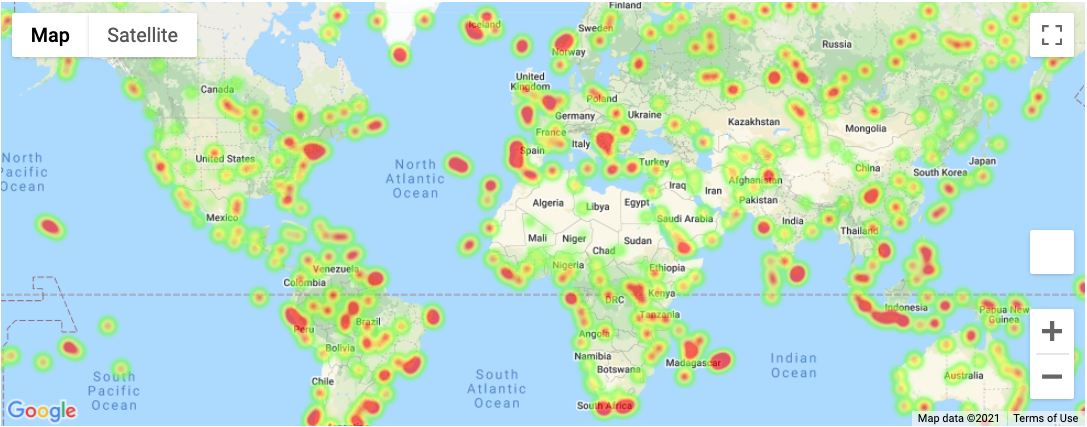 Map Satellite
Iceland
Finland
Sweden
Norway
Russia
Canada
United
Kingdom
Poland
Germany
Ukraine
Kazakhstan
Mongolia
France
Italy
Spain
Turkey
North
Pacific
Ocean
United States
North
Atlantic
Ocean
China
Japan
South Korea
Iraq
Iran
Afghanistan
Pakistan
Algeria
Libya
Egypt
Saudi Arabia
Mexico
India
Thailand
Mali
Niger
Chad
Sudan
Nigeria
Ethiopia
Venezuela
Colombia
DRC
Kenya
Indonesia
Papua New
Guinea
Tanzania
Peru
Brazil
Angola
Bolivia
Namibia
Botswana
Madagascar
Indian
Ocean
South
Pacific
Ocean
South
Atlantic
Ocean
Chile
South Africa
Australia
Google
Map data ©2021 Terms of Use